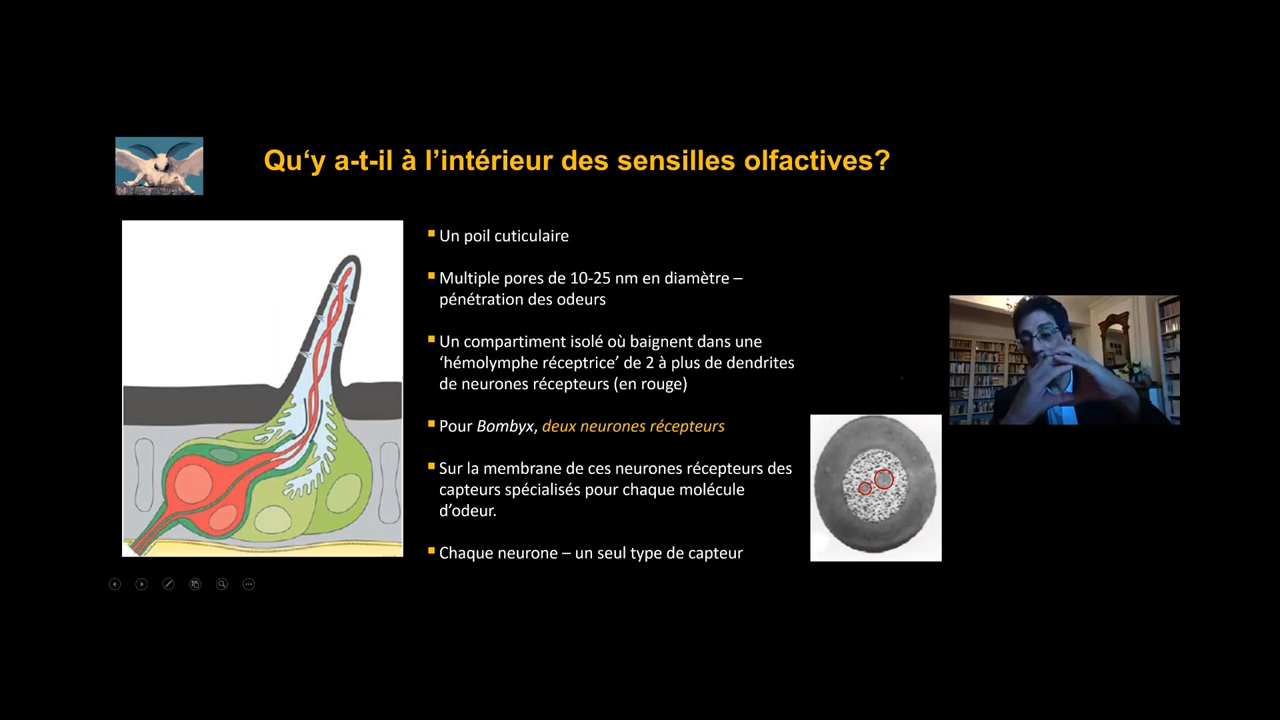 Qu‘y a-t-il à l’intérieur des sensilles olfactives?
Un poil cuticulaire
Multiple pores de 10-25 nm en diamètre –
pénétration des odeurs
Un compartiment isolé où baignent dans une
‘hémolymphe réceptrice’ de 2 à plus de dendrites
de neurones récepteurs (en rouge)
Pour Bombyx, deux neurones récepteurs
Sur la membrane de ces neurones récepteurs des
capteurs spécialisés pour chaque molécule
d’odeur.
Chaque neurone – un seul type de capteur